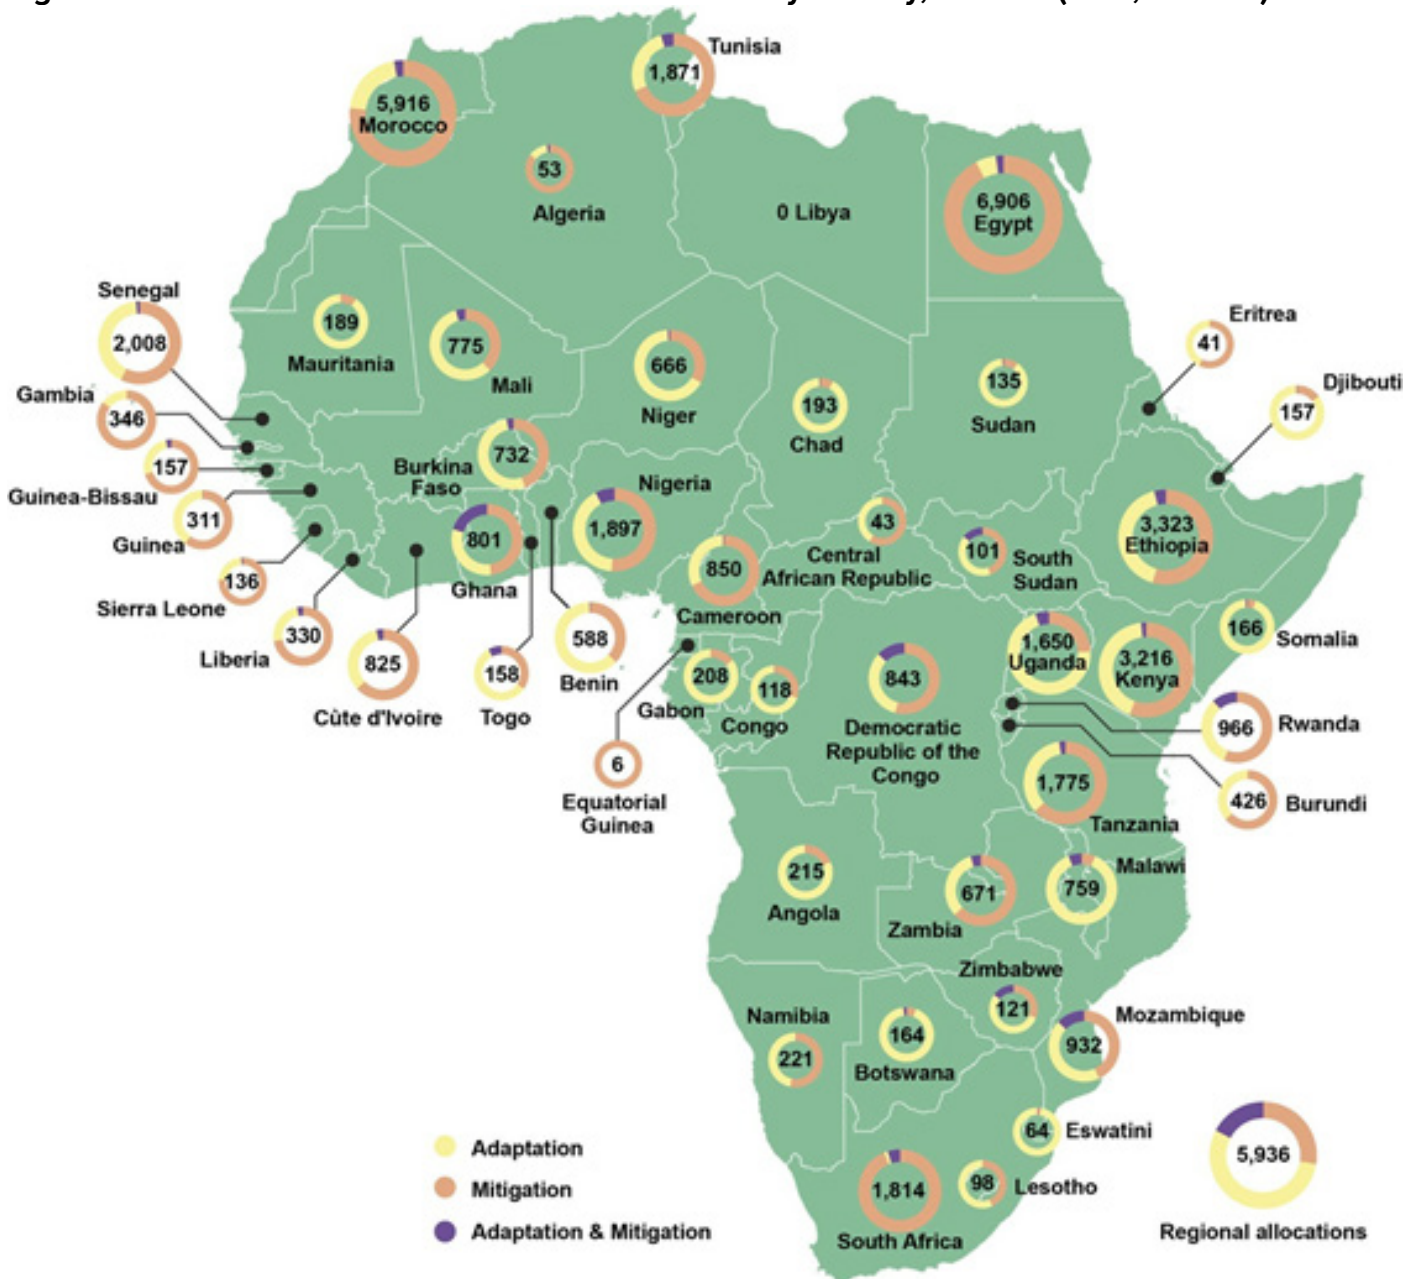 Tunisia
1,871
5,916
Morocco
53
Algeria
0 Libya
6,906
Egypt
Senegal
2,008
189
Mauritania
775
Mali
666
Niger
193
Chad
135
Sudan
Eritrea
41
Djibouti
157
Gambia
346
157
Guinea-Bissau
311
Guinea
136
Sierra Leone
330
Liberia
825
Cûte d'Ivoire
158
Togo
588
Benin
732
Burkina
Faso
801
Ghana
Nigeria
1,897
850
Cameroon
43
Central
African Republic
101
South
Sudan
3,323
Ethiopia
166
Somalia
1,650
Uganda
3,216
Kenya
208
Gabon
118
Congo
843
Democratic
Republic of the
Congo
6
Equatorial
Guinea
966
Rwanda
426
Burundi
1,775
Tanzania
215
Angola
671
Zambia
759
Malawi
Zimbabwe
121
Mozambique
932
Namibia
221
164
Botswana
64
Eswatini
98
Lesotho
1,814
South Africa
5,936
Regional allocations
Adaptation
Mitigation
Adaptation & Mitigation